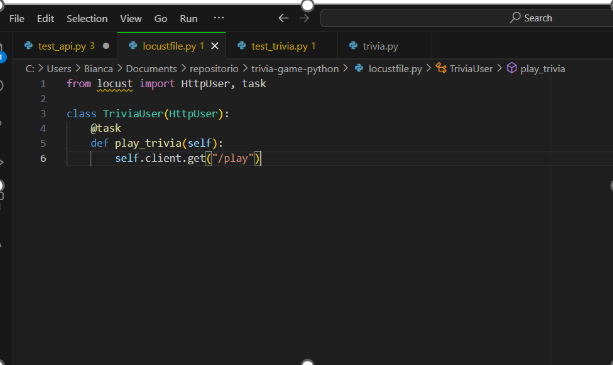 File Edit Selection View Go Run ··· ← → Search
test_api.py 3 ● locustfile.py 1 × test_trivia.py 1 trivia.py
C: > Users > Bianca > Documents > repositorio > trivia-game-python > locustfile.py > TriviaUser > play_trivia
1 from locust import HttpUser, task
2
3 class TriviaUser(HttpUser):
4 @task
5 def play_trivia(self):
6 self.client.get("/play")